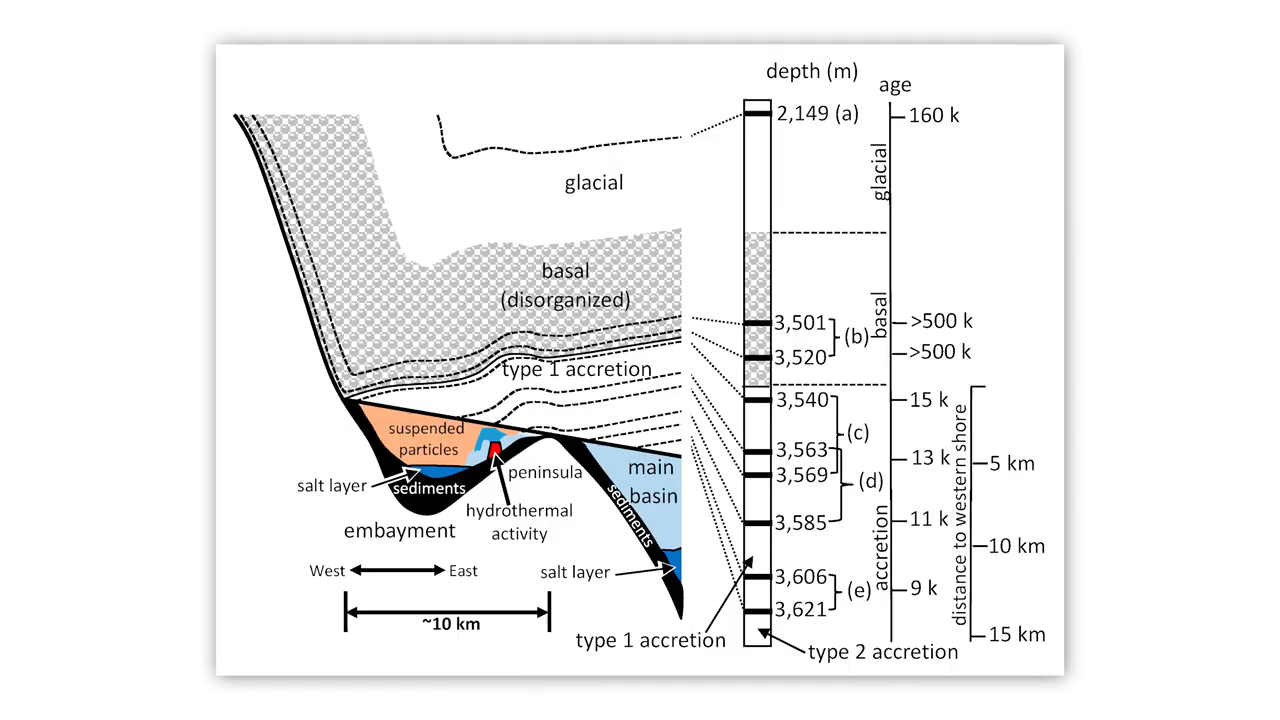 depth (m)
age
2,149 (a)
160 k
glacial
glacial
basal
(disorganized)
basal
3,501
3,520
(b)
>500 k
>500 k
type 1 accretion
3,540
15 k
(c)
3,563
3,569
13 k
(d)
3,585
11 k
accretion
3,606
3,621
(e)
9 k
distance to western shore
5 km
10 km
15 km
suspended
particles
salt layer
sediments
peninsula
hydrothermal
activity
embayment
main
basin
sediments
salt layer
West
East
~10 km
type 1 accretion
type 2 accretion